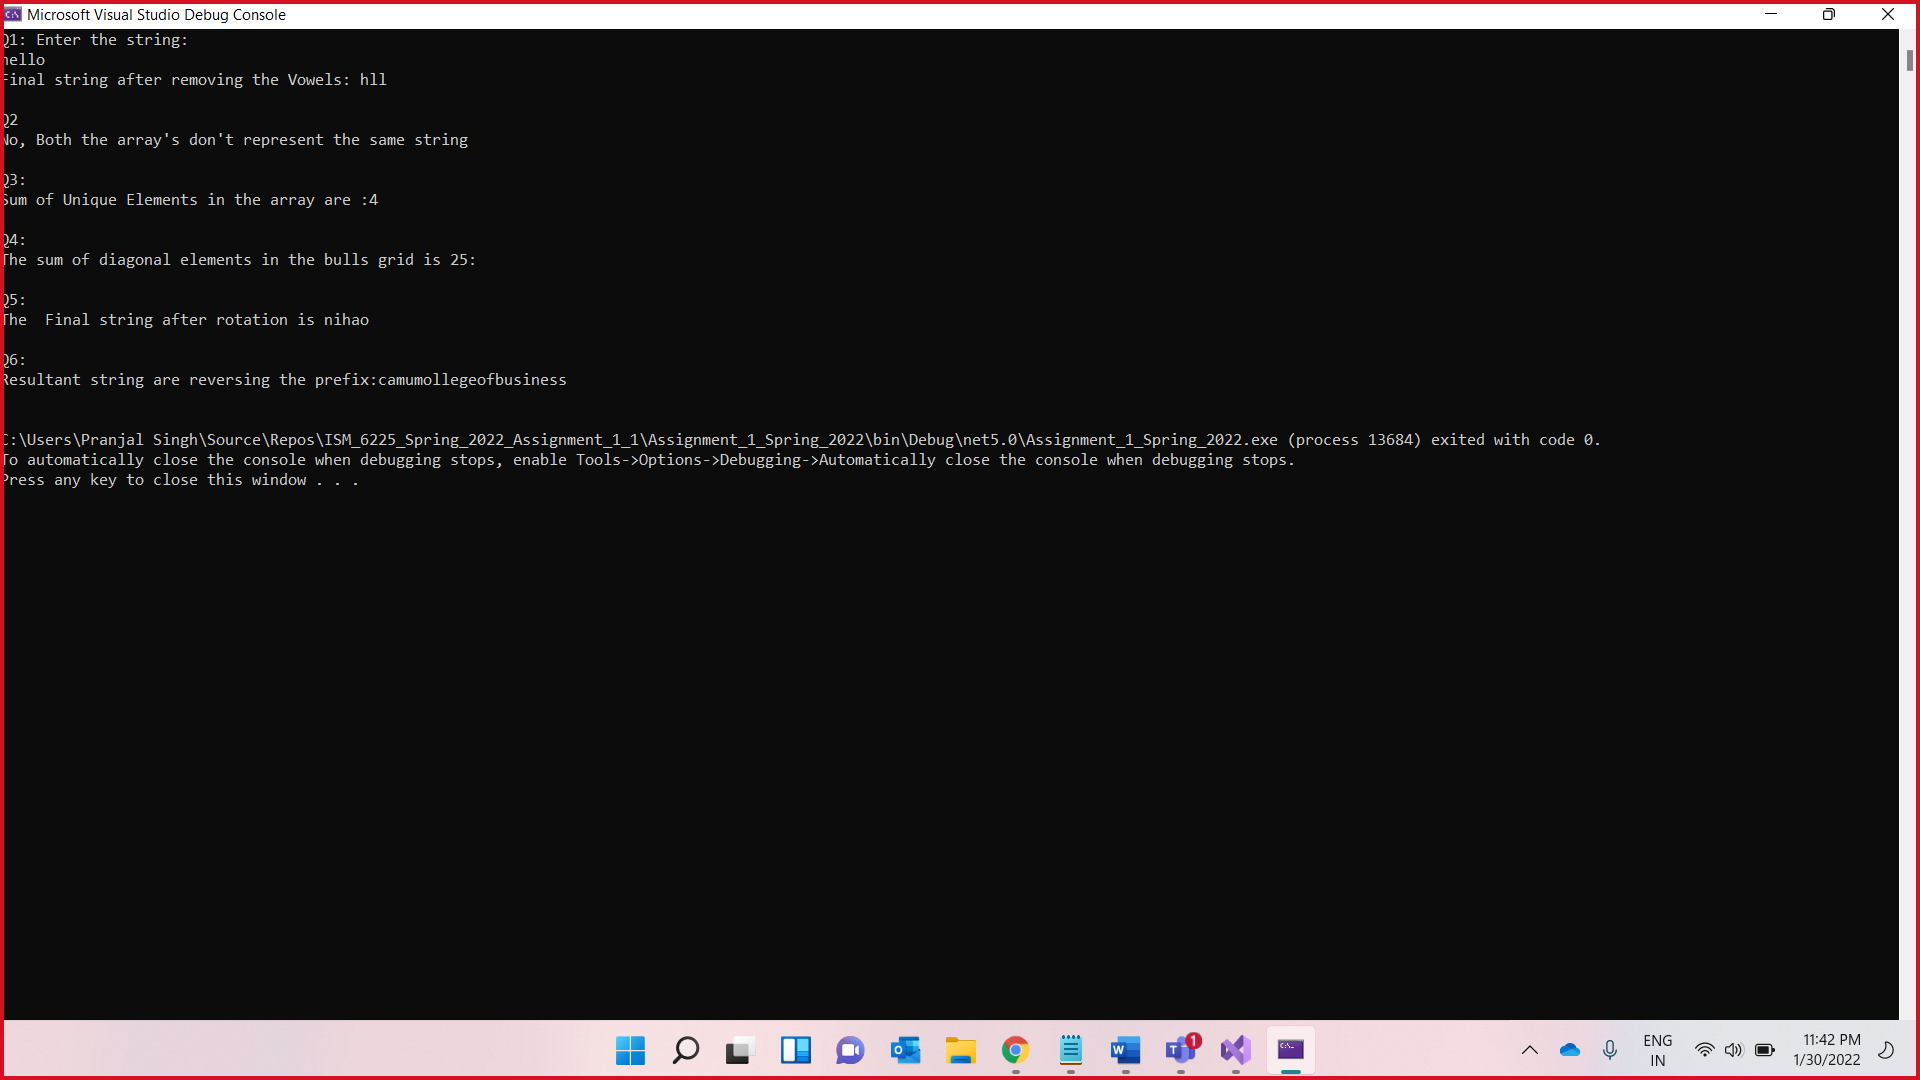 Microsoft Visual Studio Debug Console
Q1: Enter the string:
hello
Final string after removing the Vowels: hll
Q2
No, Both the array's don't represent the same string
Q3:
Sum of Unique Elements in the array are :4
Q4:
The sum of diagonal elements in the bulls grid is 25:
Q5:
The  Final string after rotation is nihao
Q6:
Resultant string are reversing the prefix:camumollegeofbusiness
C:\Users\Pranjal Singh\Source\Repos\ISM_6225_Spring_2022_Assignment_1_1\Assignment_1_Spring_2022\bin\Debug\net5.0\Assignment_1_Spring_2022.exe (process 13684) exited with code 0.
To automatically close the console when debugging stops, enable Tools->Options->Debugging->Automatically close the console when debugging stops.
Press any key to close this window . . .
1
ENG
IN
11:42 PM
1/30/2022